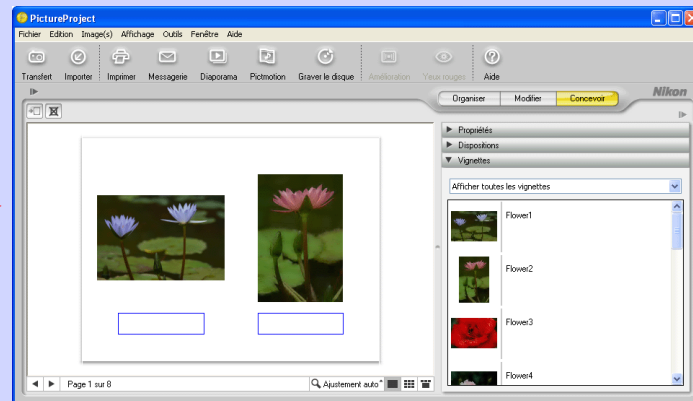 PictureProject
Fichier Edition Image(s) Affichage Outils Fenêtre Aide
Transfert Importer Imprimer Messagerie Diaporama Pictmotion Graver le disque Amélioration Yeux rouges Aide
Organiser Modifier Concevoir Nikon
Propriétés
Dispositions
Vignettes
Afficher toutes les vignettes
Flower1
Flower2
Flower3
Flower4
Page 1 sur 8 Ajustement auto